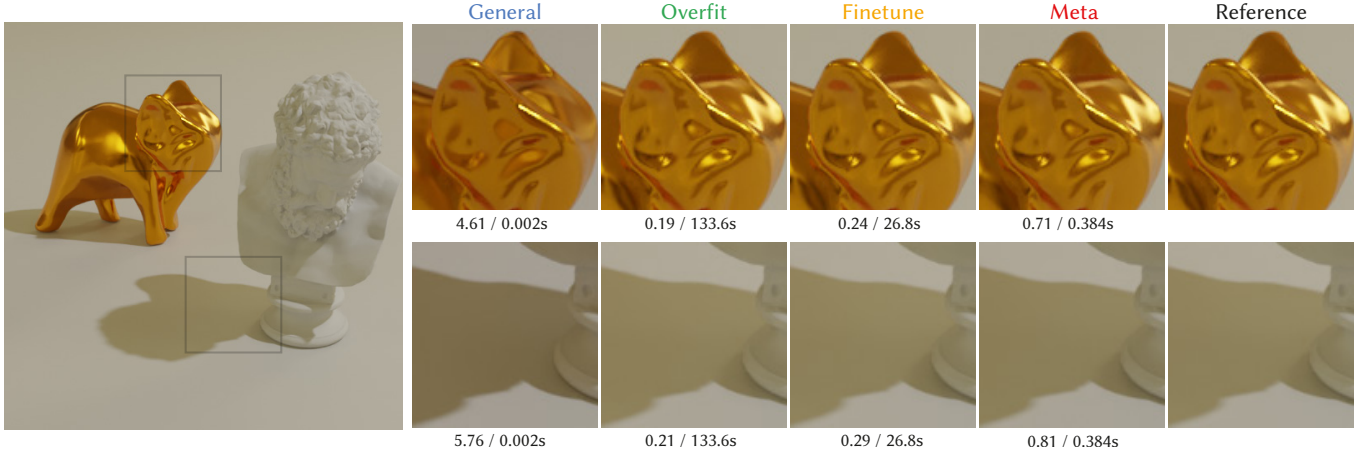 General Overfit Finetune Meta Reference
4.61 / 0.002s 0.19 / 133.6s 0.24 / 26.8s 0.71 / 0.384s
5.76 / 0.002s 0.21 / 133.6s 0.29 / 26.8s 0.81 / 0.384s